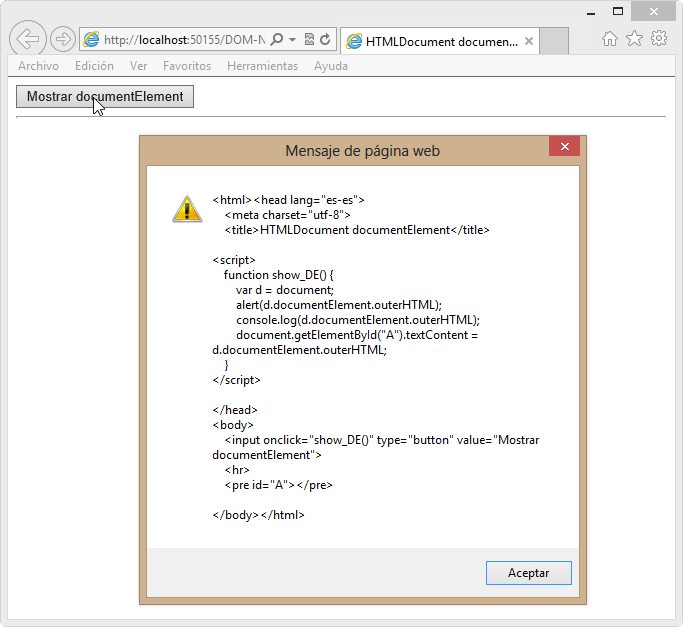 http://localhost:50155/DOM-N
HTMLDocument documen...
Archivo Edición Ver Favoritos Herramientas Ayuda
Mostrar documentElement
Mensaje de página web
<html><head lang="es-es">
<meta charset="utf-8">
<title>HTMLDocument documentElement</title>
<script>
function show_DE() {
var d = document;
alert(d.documentElement.outerHTML);
console.log(d.documentElement.outerHTML);
document.getElementById("A").textContent =
d.documentElement.outerHTML;
}
</script>
</head>
<body>
<input onclick="show_DE()" type="button" value="Mostrar
documentElement">
<hr>
<pre id="A"></pre>
</body></html>
Aceptar